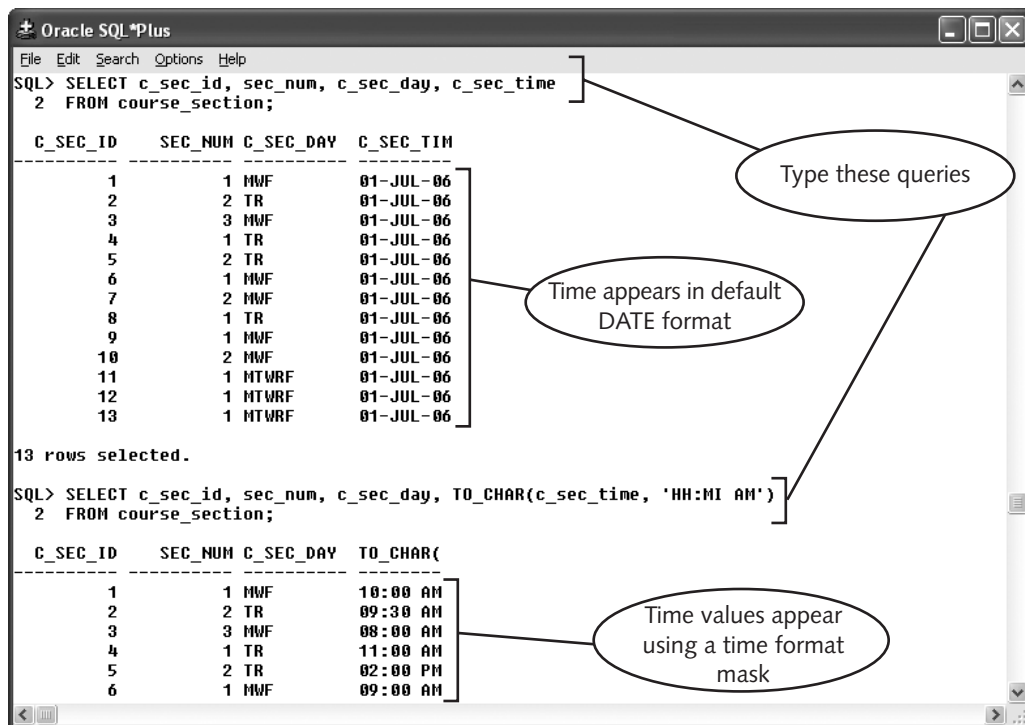 Oracle SQL*Plus
File Edit Search Options Help
SQL> SELECT c_sec_id, sec_num, c_sec_day, c_sec_time
2 FROM course_section;
C_SEC_ID SEC_NUM C_SEC_DAY C_SEC_TIM
---------- ---------- ---------- ---------
1 1 MWF 01-JUL-06
2 2 TR 01-JUL-06
3 3 MWF 01-JUL-06
4 1 TR 01-JUL-06
5 2 TR 01-JUL-06
6 1 MWF 01-JUL-06
7 2 MWF 01-JUL-06
8 1 TR 01-JUL-06
9 1 MWF 01-JUL-06
10 2 MWF 01-JUL-06
11 1 MTWRF 01-JUL-06
12 1 MTWRF 01-JUL-06
13 1 MTWRF 01-JUL-06
Type these queries
Time appears in default
DATE format
13 rows selected.
SQL> SELECT c_sec_id, sec_num, c_sec_day, TO_CHAR(c_sec_time, 'HH:MI AM')
2 FROM course_section;
C_SEC_ID SEC_NUM C_SEC_DAY TO_CHAR(
---------- ---------- ---------- --------
1 1 MWF 10:00 AM
2 2 TR 09:30 AM
3 3 MWF 08:00 AM
4 1 TR 11:00 AM
5 2 TR 02:00 PM
6 1 MWF 09:00 AM
Time values appear
using a time format
mask